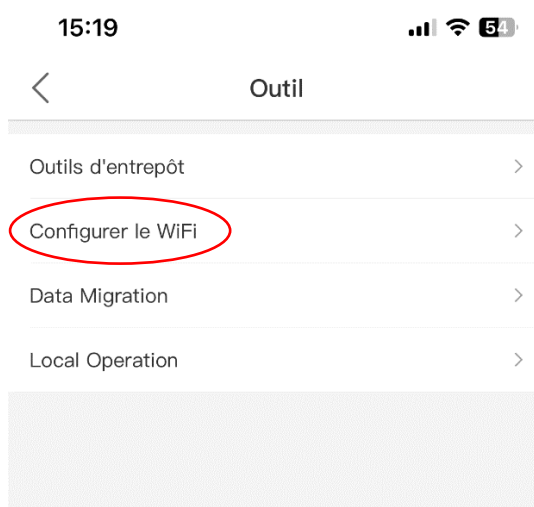 15:19
54
Outil
Outils d'entrepôt
Configurer le WiFi
Data Migration
Local Operation